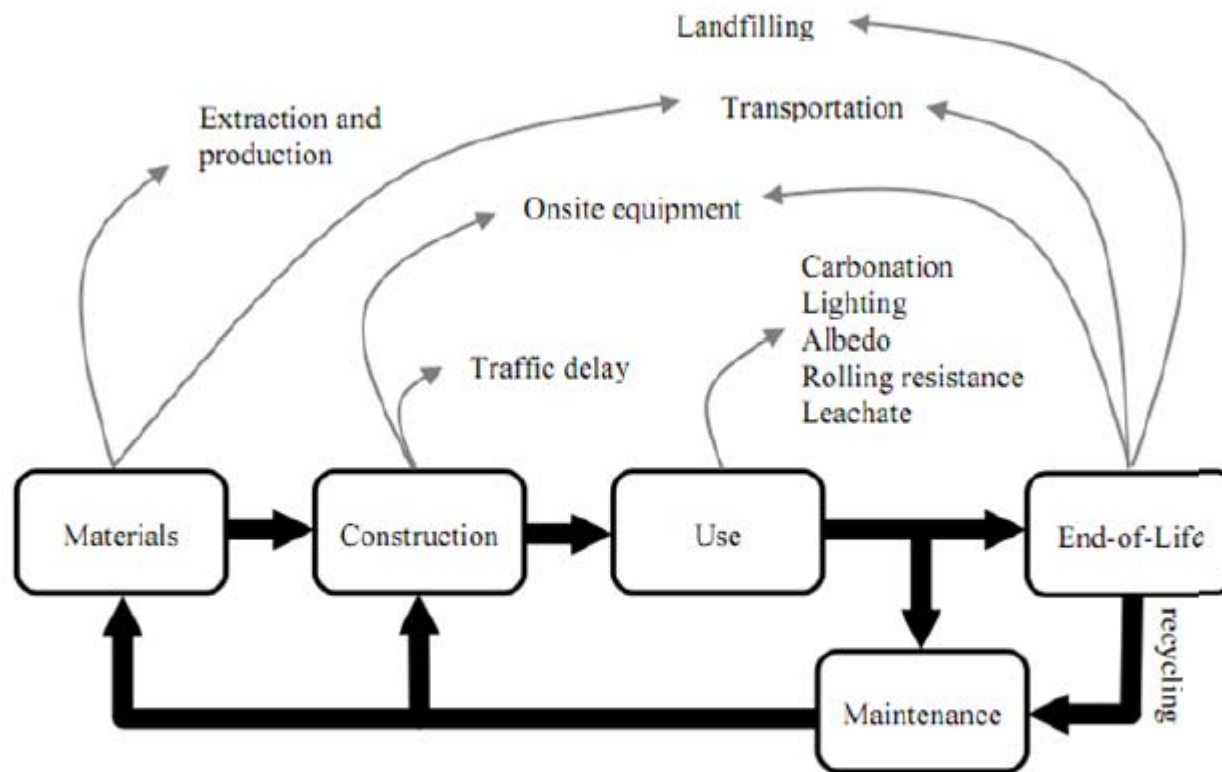 Landfilling
Extraction and
production
Transportation
Onsite equipment
Carbonation
Lighting
Albedo
Rolling resistance
Leachate
Traffic delay
Materials
Construction
Use
End-of-Life
recycling
Maintenance